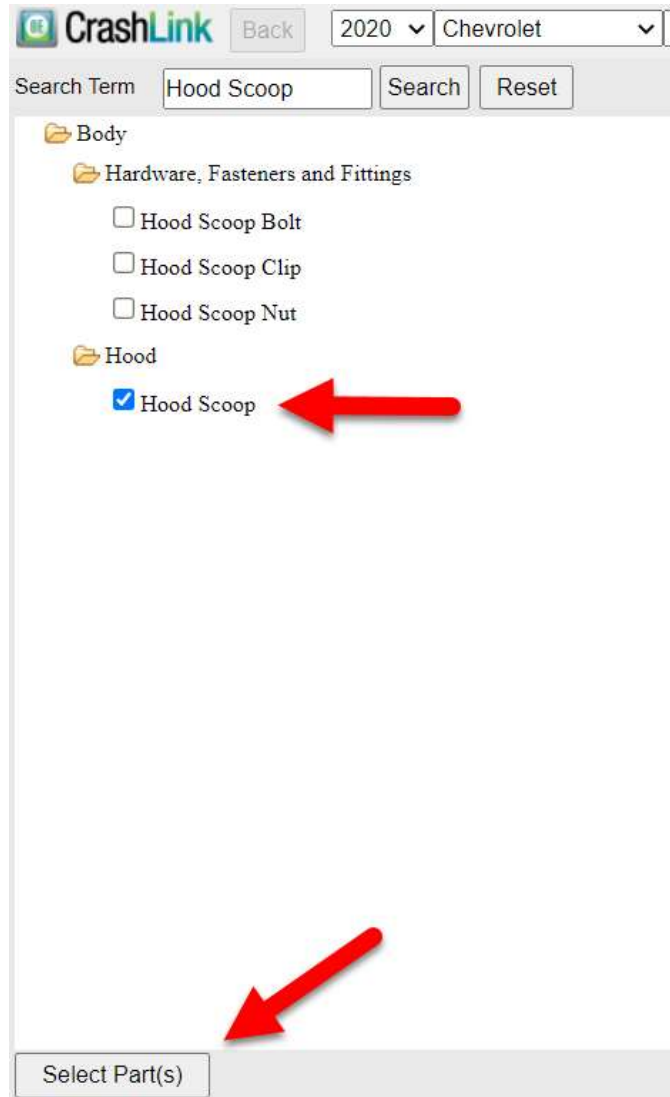 OE CrashLink Back 2020 Chevrolet
Search Term Hood Scoop Search Reset
Body
Hardware, Fasteners and Fittings
Hood Scoop Bolt
Hood Scoop Clip
Hood Scoop Nut
Hood
Hood Scoop
Select Part(s)